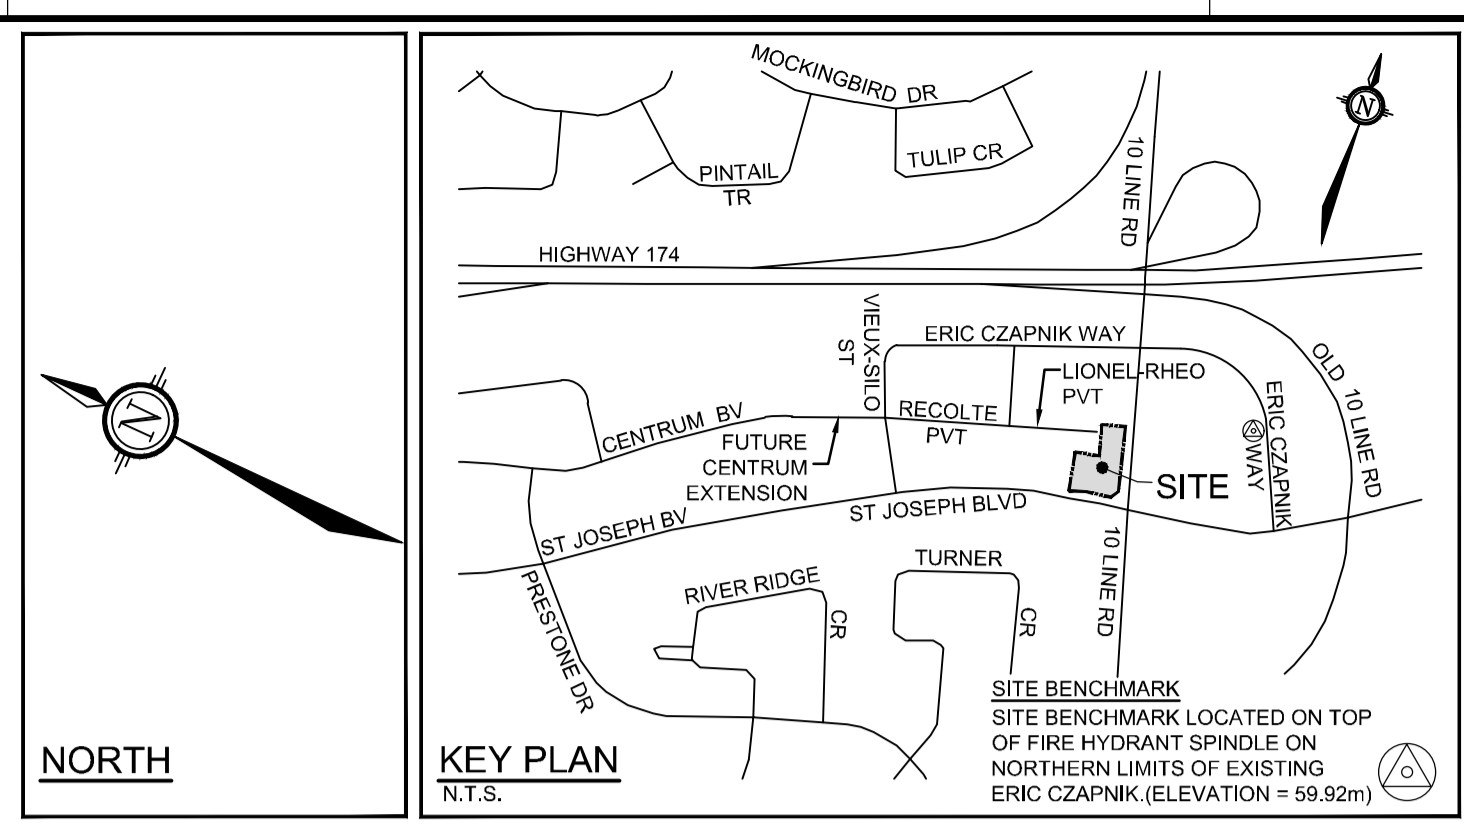 N
NORTH
MOCKINGBIRD DR
N
10 LINE RD
TULIP CR
PINTAIL
TR
HIGHWAY 174
VIEUX-SILO
ST
ERIC CZAPNIK WAY
OLD 10 LINE RD
LIONEL-RHEO
PVT
ERIC CZAPNIK
WAY
RECOLTE
PVT
CENTRUM BV
FUTURE
CENTRUM
EXTENSION
SITE
ST JOSEPH BLVD
ST JOSEPH BV
10 LINE RD
TURNER
CR
RIVER RIDGE
CR
PRESTONE DR
SITE BENCHMARK
SITE BENCHMARK LOCATED ON TOP
OF FIRE HYDRANT SPINDLE ON
NORTHERN LIMITS OF EXISTING
ERIC CZAPNIK.(ELEVATION = 59.92m)
KEY PLAN
N.T.S.